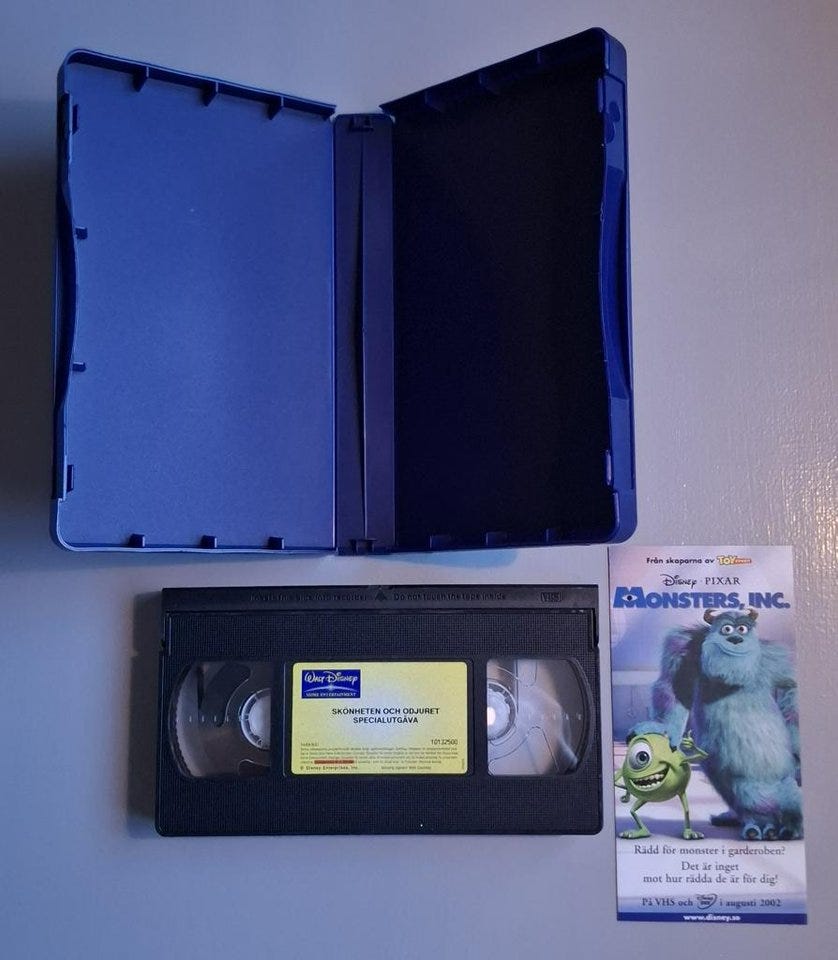 Insert this side into recorder ▲ Do not touch the tape inside VHS
WALT DISNEY
HOME ENTERTAINMENT
SKÖNHETEN OCH ODJURET
SPECIALUTGÅVA
10132500
© Disney Enterprises, Inc.
Från skaparna av TOY STORY
Disney · PIXAR
MONSTERS, INC.
Rädd för monster i garderoben?
Det är inget
mot hur rädda de är för dig!
På VHS och Disney DVD i augusti 2002
www.disney.se